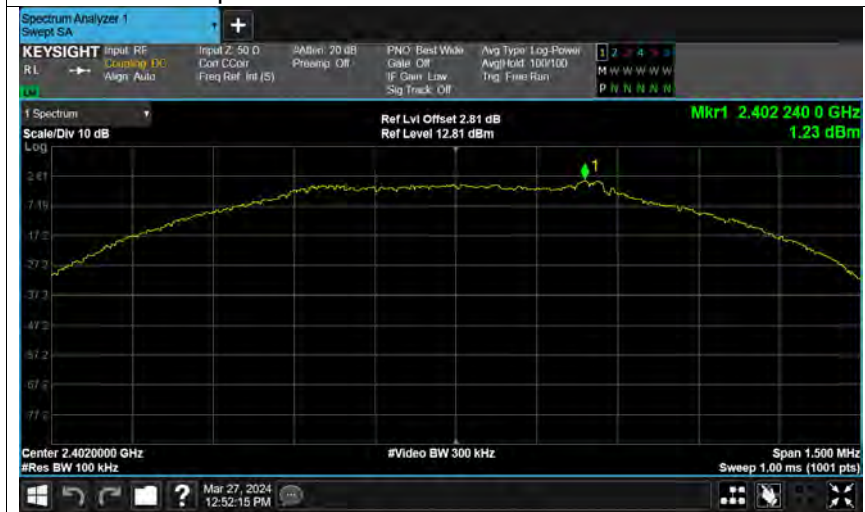 Spectrum Analyzer 1
Swept SA
+
KEYSIGHT Input: RF
RL
Coupling: DC
Align: Auto
Input Z: 50 Ω
Corr CCorr
Freq Ref: Int (S)
#Atten: 20 dB
Preamp: Off
PNO: Best Wide
Gate: Off
IF Gain: Low
Sig Track: Off
Avg Type: Log-Power
Avg|Hold: 100/100
Trig: Free Run
1 2 3 4 5 6
M W W W W W
P N N N N N
1 Spectrum
Scale/Div 10 dB
Log
Ref Lvl Offset 2.81 dB
Ref Level 12.81 dBm
Mkr1 2.402 240 0 GHz
1.23 dBm
1
2.81
-7.19
-17.2
-27.2
-37.2
-47.2
-57.2
-67.2
-77.2
Center 2.4020000 GHz
#Res BW 100 kHz
#Video BW 300 kHz
Span 1.500 MHz
Sweep 1.00 ms (1001 pts)
?
Mar 27, 2024
12:52:15 PM